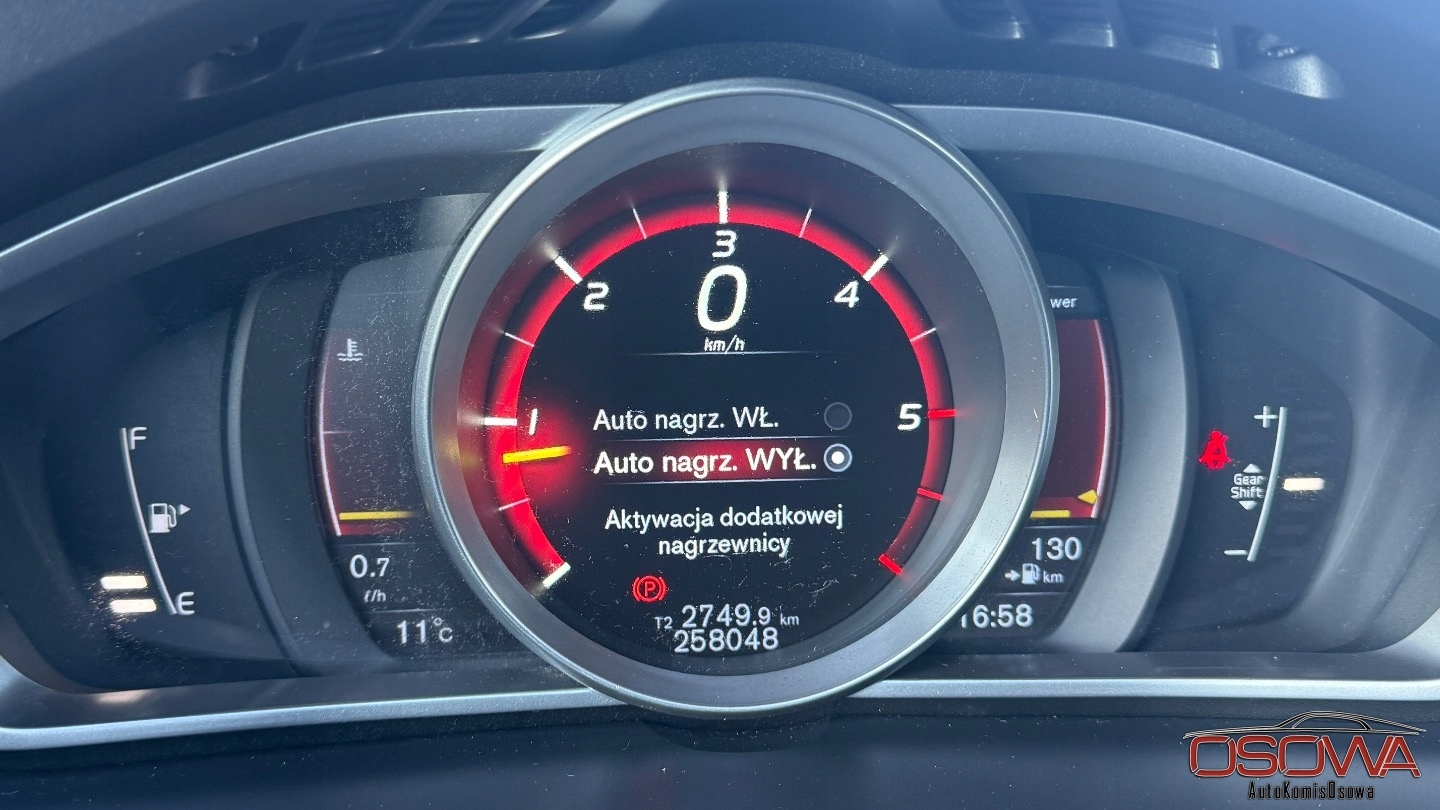 3
2
4
0
km/h
wer
1
5
Auto nagrz. WŁ.
Auto nagrz. WYŁ.
Aktywacja dodatkowej
nagrzewnicy
P
T2 2749.9 km
258048
F
E
0.7
ℓ/h
11°C
130
km
16:58
+
Gear
Shift
−
OSOWA
AutoKomisOsowa